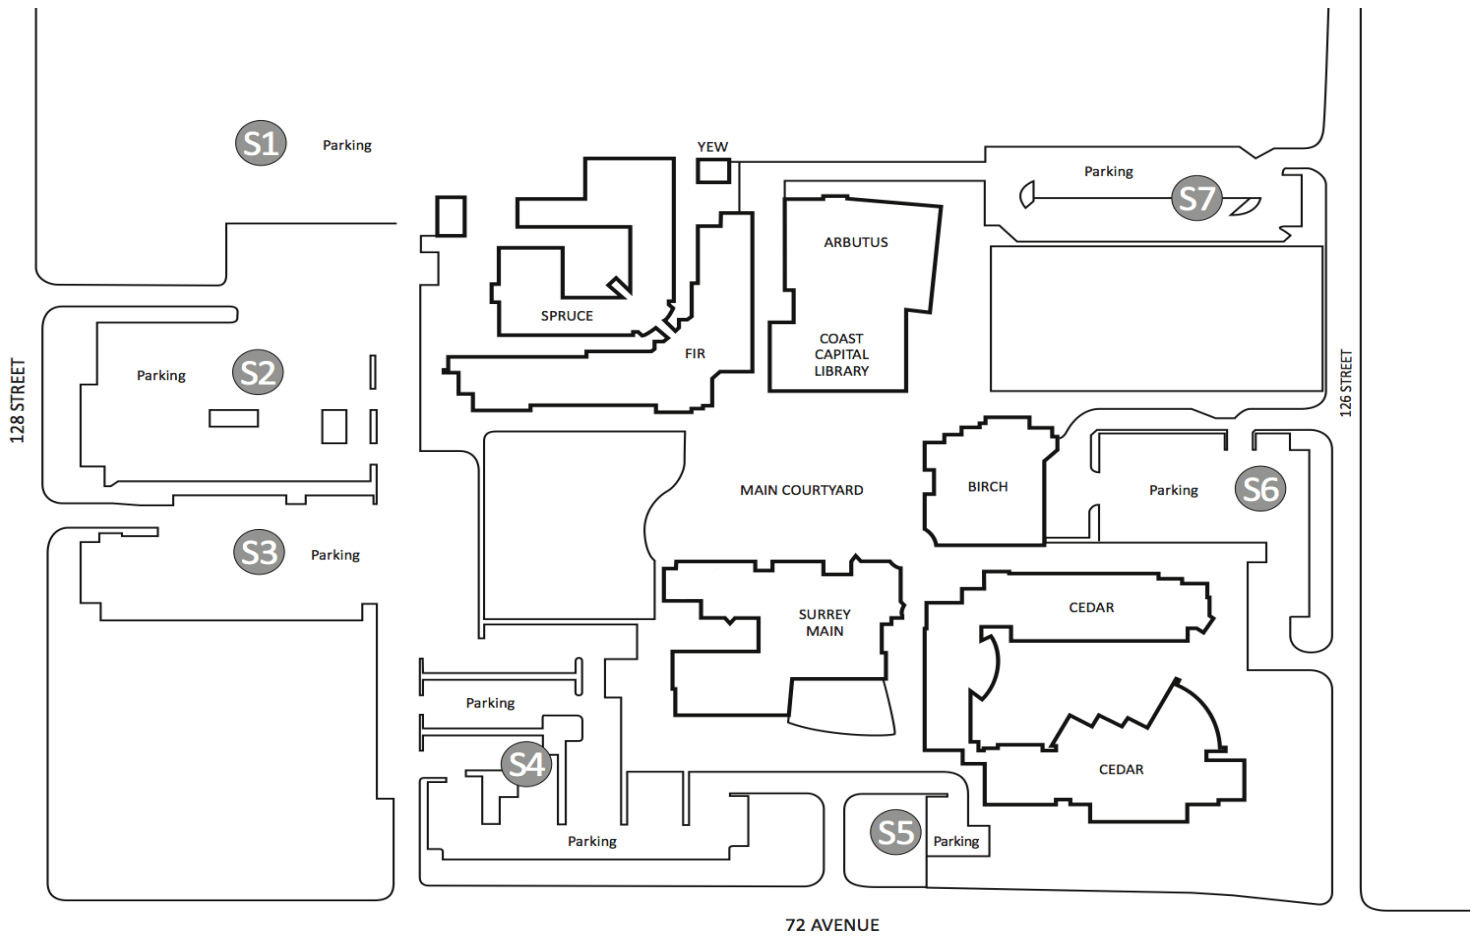 YEW
S1
Parking
Parking
S7
ARBUTUS
SPRUCE
COAST
CAPITAL
LIBRARY
FIR
Parking
S2
128 STREET
126 STREET
MAIN COURTYARD
BIRCH
Parking
S6
S3
Parking
SURREY
MAIN
CEDAR
Parking
S4
CEDAR
Parking
S5
Parking
72 AVENUE